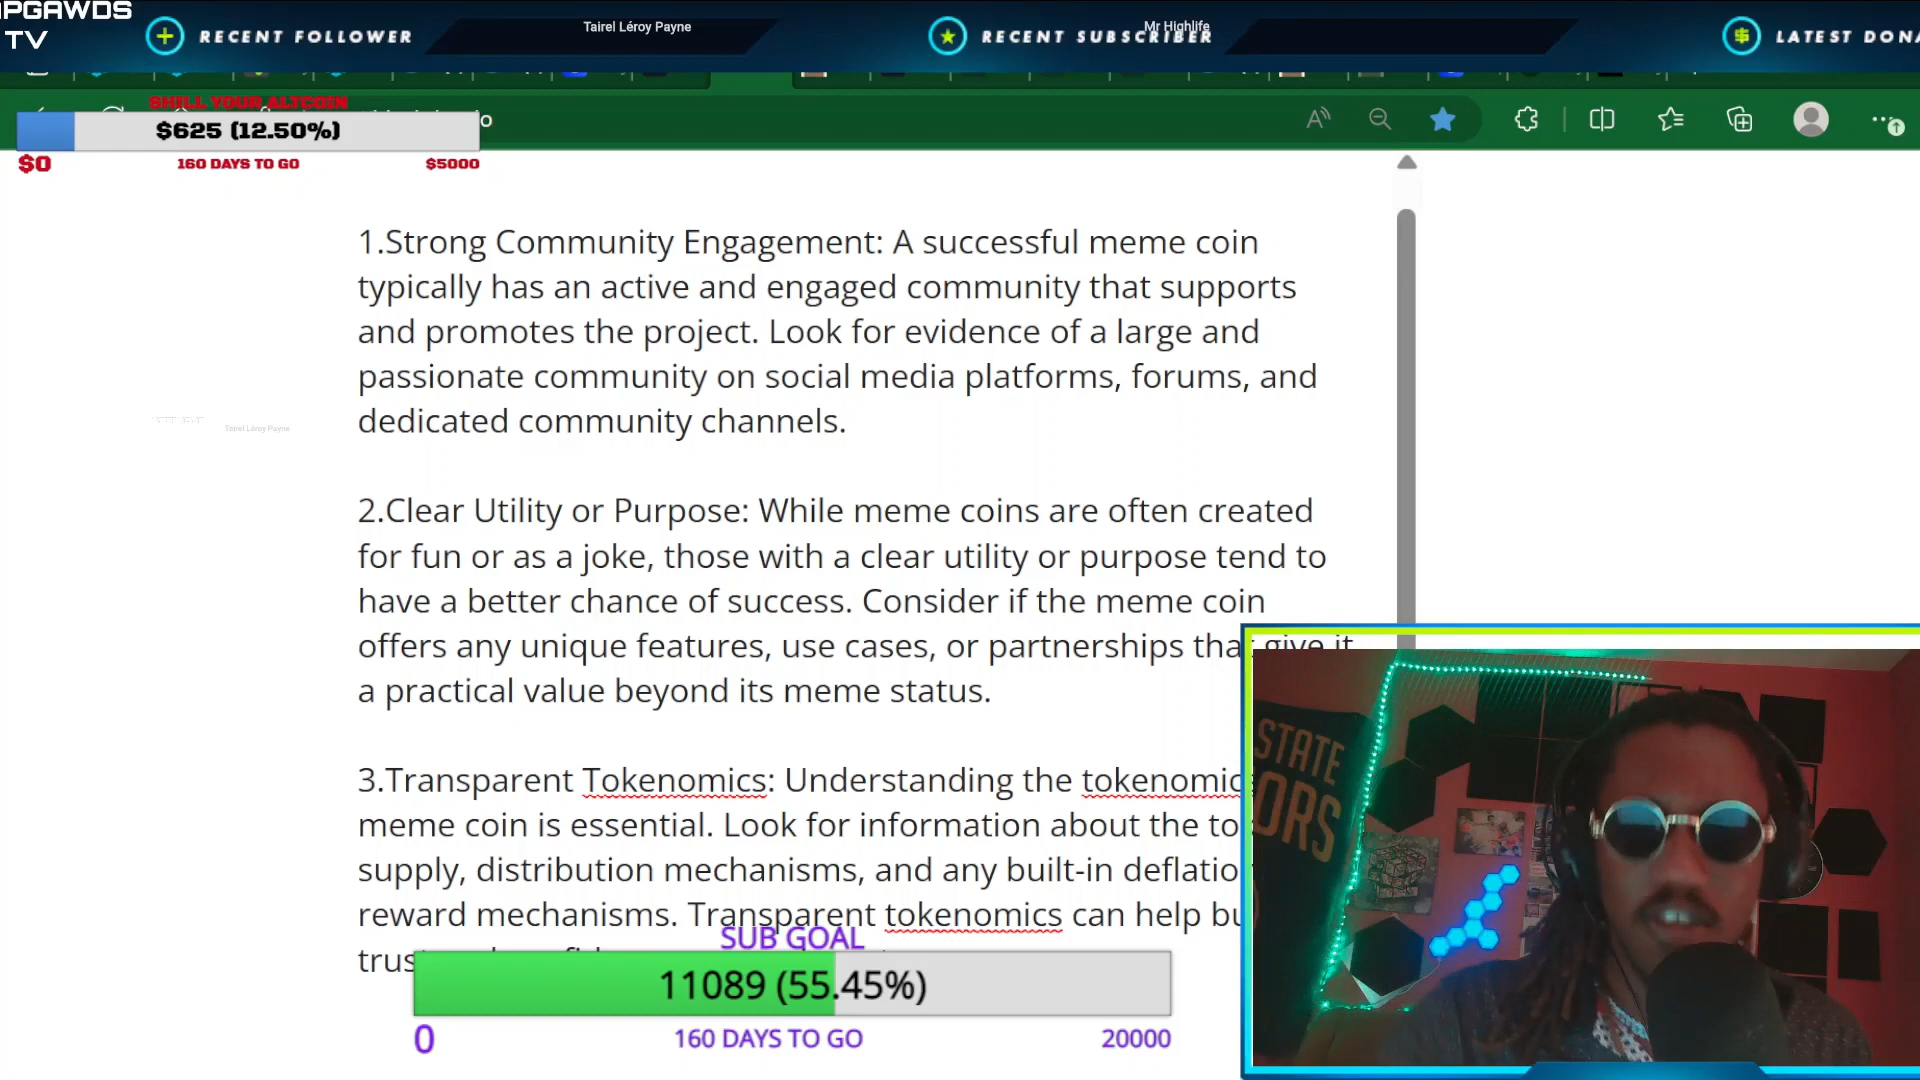 PGAWDS
TV
RECENT FOLLOWER
Tairel Léroy Payne
RECENT SUBSCRIBER
Mr Highlife
LATEST DONA
SHILL YOUR ALTCOIN
$625 (12.50%)
$0
160 DAYS TO GO
$5000
1.Strong Community Engagement: A successful meme coin
typically has an active and engaged community that supports
and promotes the project. Look for evidence of a large and
passionate community on social media platforms, forums, and
dedicated community channels.
Tairel Léroy Payne
2.Clear Utility or Purpose: While meme coins are often created
for fun or as a joke, those with a clear utility or purpose tend to
have a better chance of success. Consider if the meme coin
offers any unique features, use cases, or partnerships that give it
a practical value beyond its meme status.
3.Transparent Tokenomics: Understanding the tokenomic
meme coin is essential. Look for information about the to
supply, distribution mechanisms, and any built-in deflatio
reward mechanisms. Transparent tokenomics can help bu
trus
SUB GOAL
11089 (55.45%)
0
160 DAYS TO GO
20000
STATE
ORS